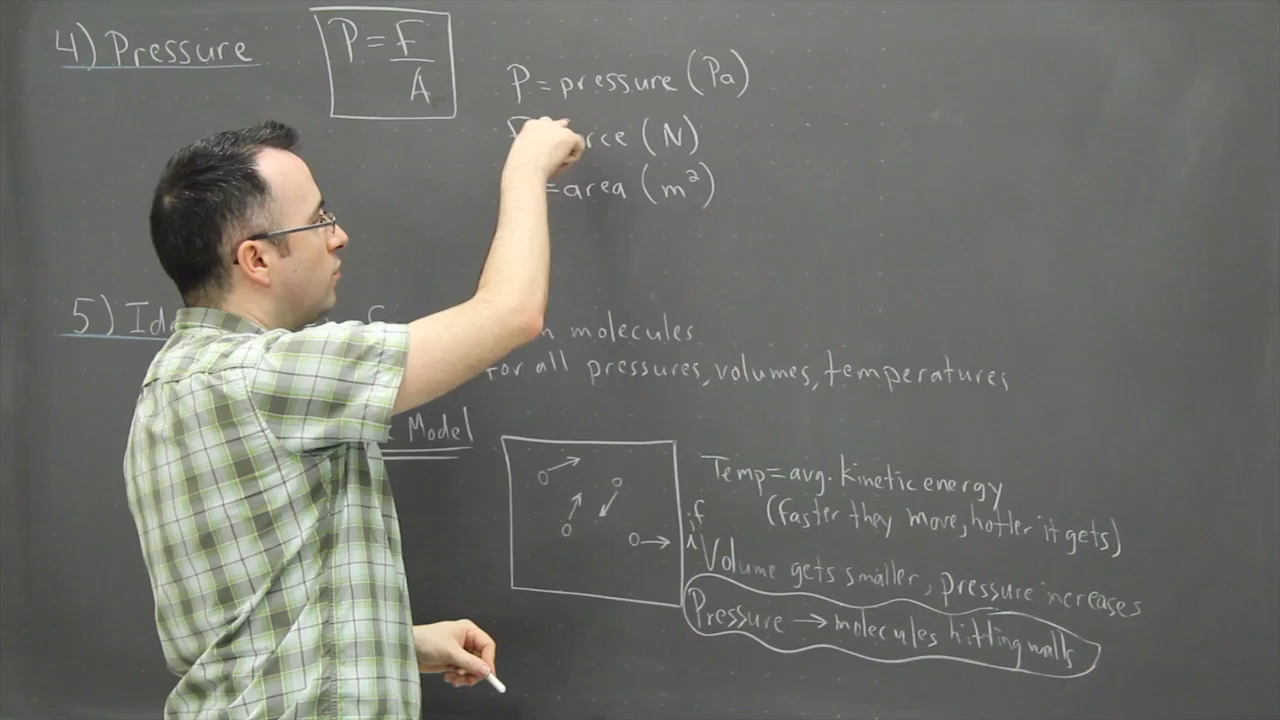 4) Pressure
P = F
A
P = pressure (Pa)
rce (N)
= area (m²)
5) Ide
molecules
for all pressures, volumes, temperatures
Model
Temp = avg. kinetic energy
(faster they move, hotter it gets)
if
Volume gets smaller, pressure increases
Pressure → molecules hitting walls